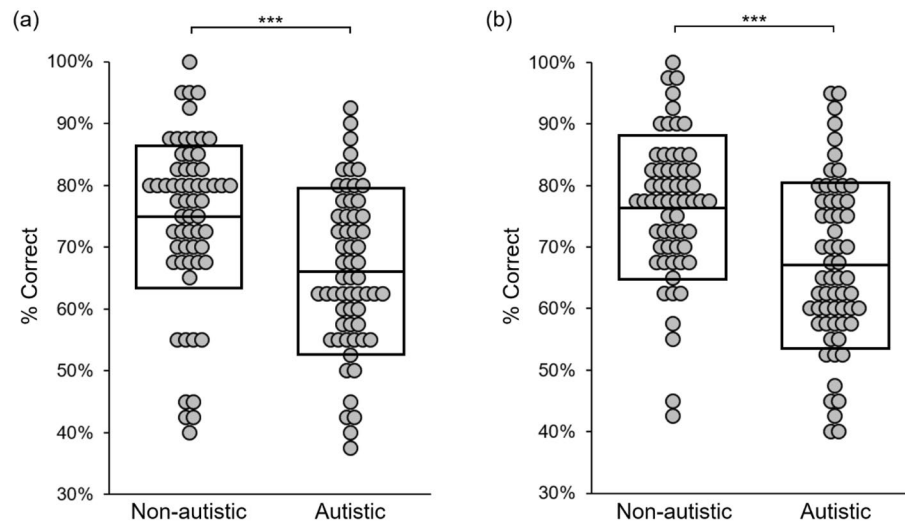 (a)
***
% Correct
100%
90%
80%
70%
60%
50%
40%
30%
Non-autistic
Autistic
(b)
***
% Correct
100%
90%
80%
70%
60%
50%
40%
30%
Non-autistic
Autistic